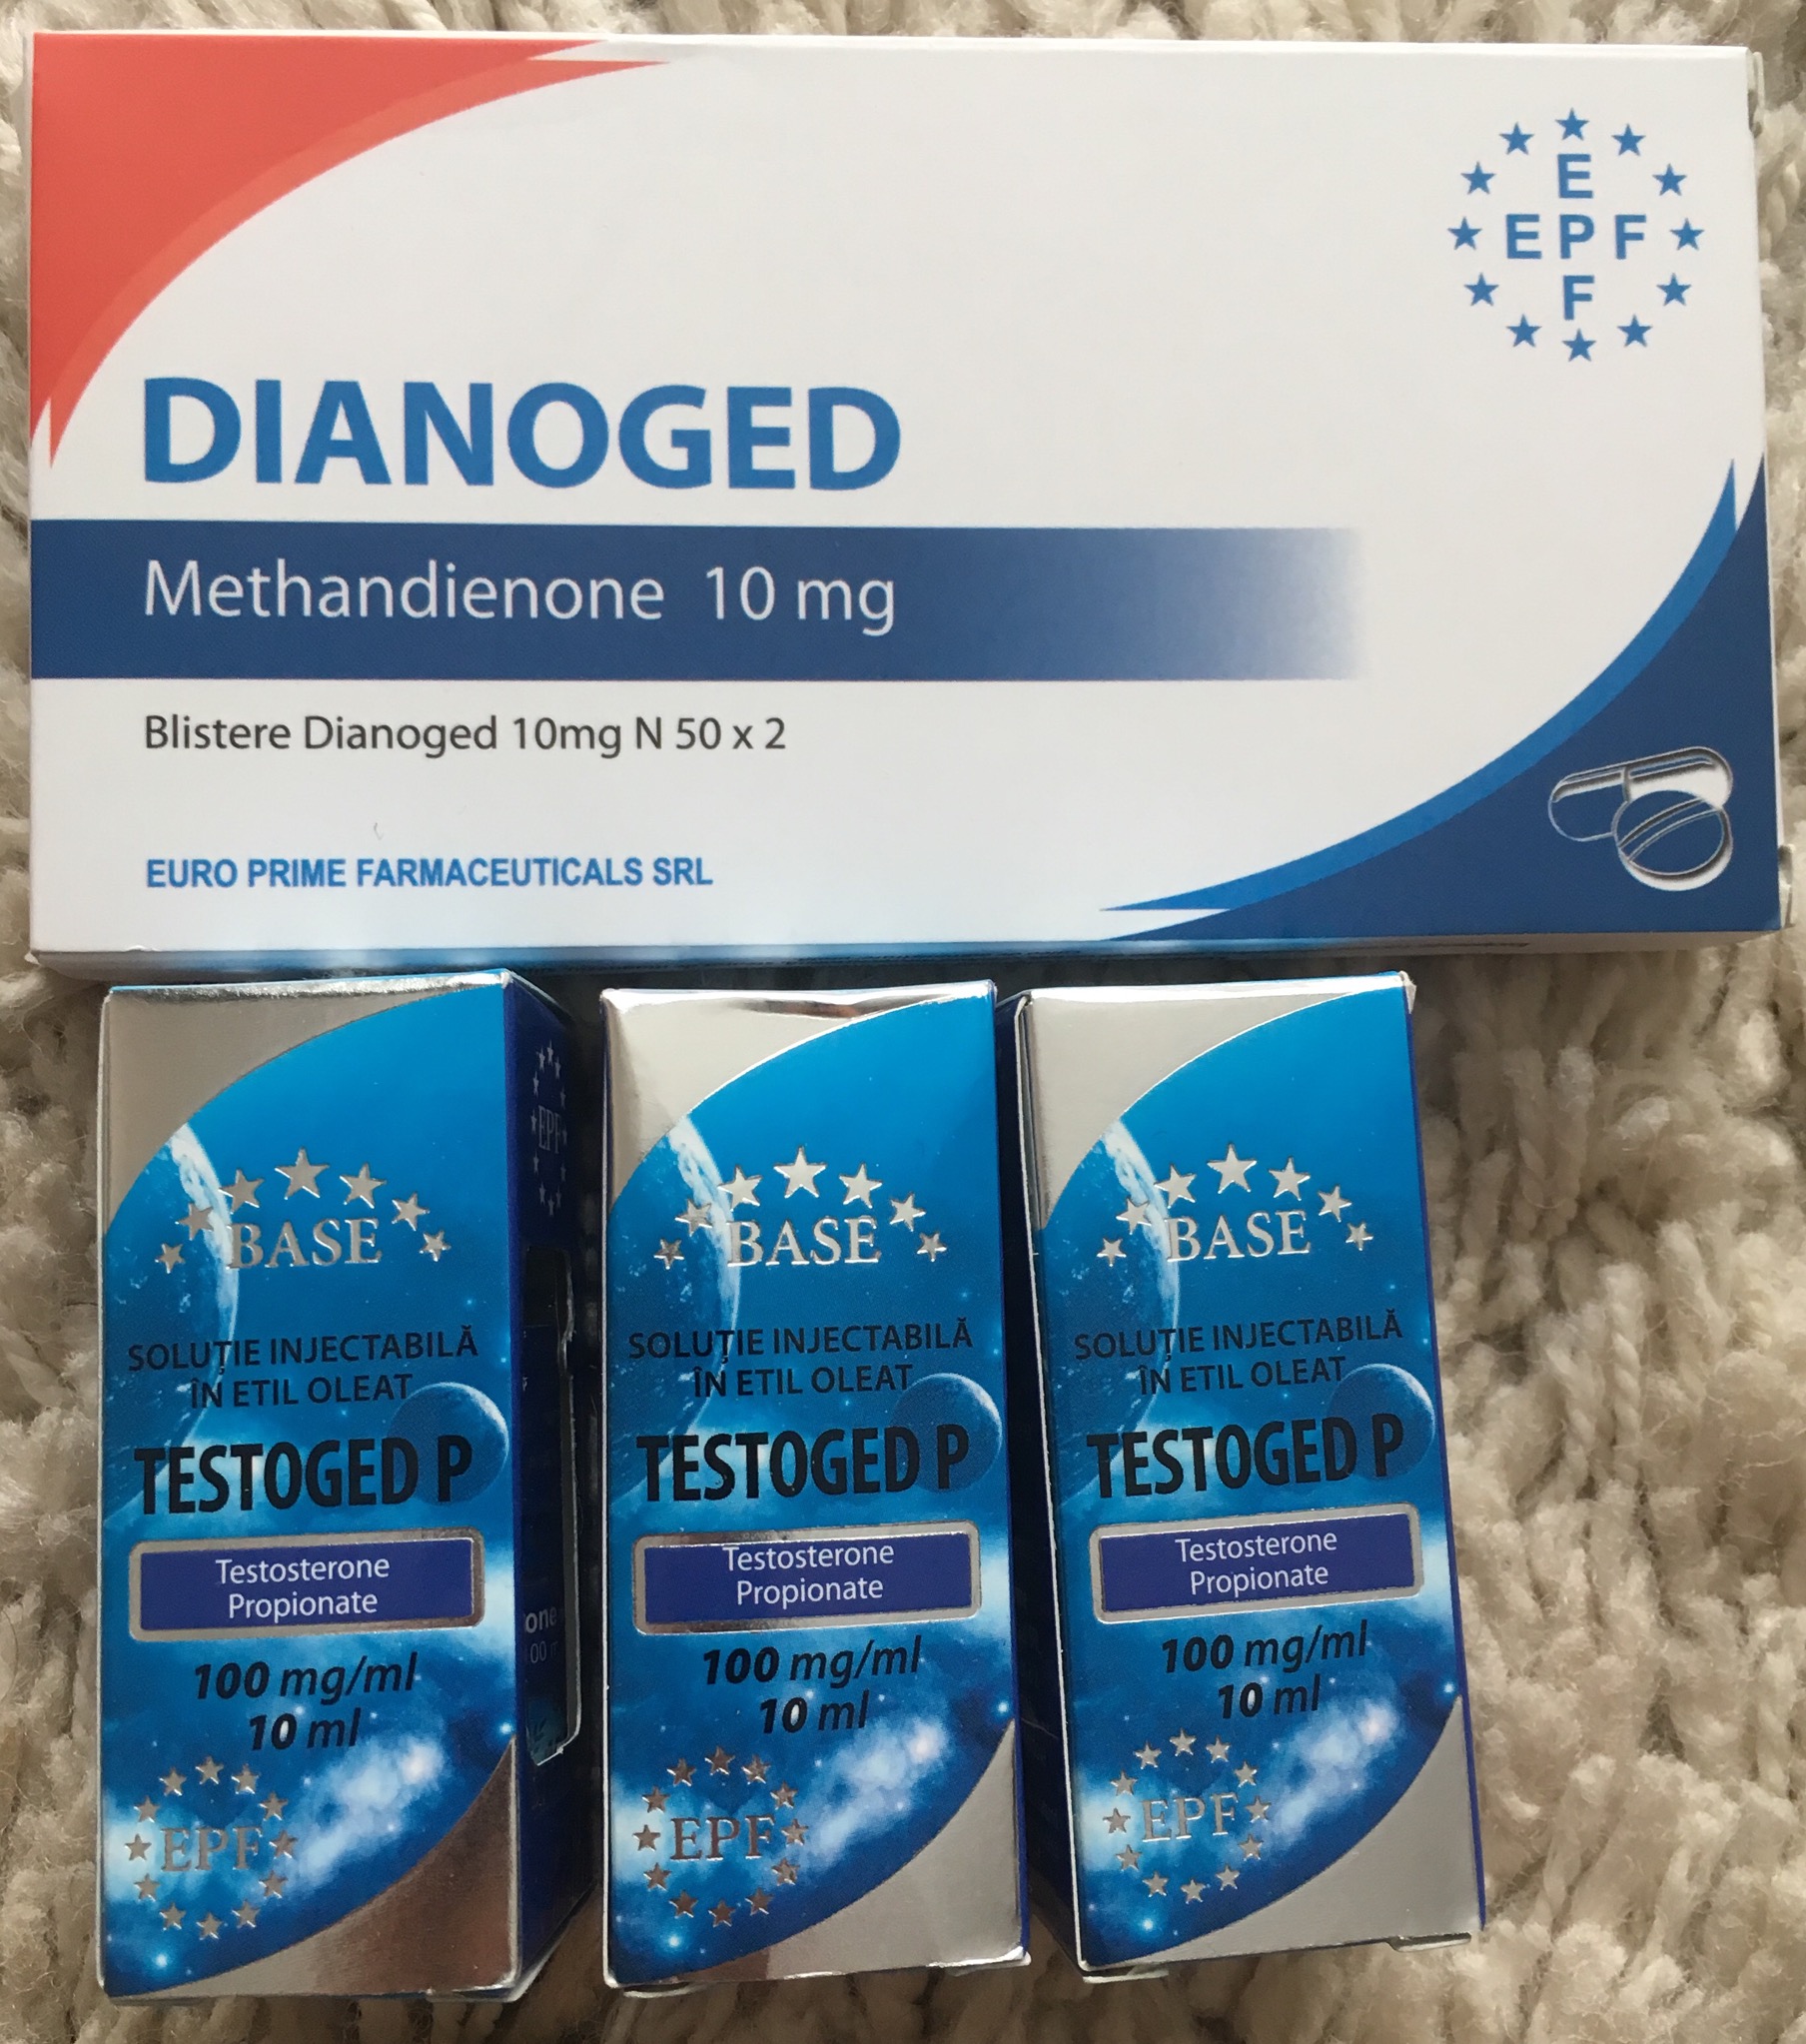 E
EPF
F
DIANOGED
Methandienone 10 mg
Blistere Dianoged 10mg N 50 x 2
EURO PRIME FARMACEUTICALS SRL
BASE
SOLUȚIE INJECTABILĂ
ÎN ETIL OLEAT
TESTOGED P
Testosterone
Propionate
100 mg/ml
10 ml
EPF
EPF
BASE
SOLUȚIE INJECTABILĂ
ÎN ETIL OLEAT
TESTOGED P
Testosterone
Propionate
100 mg/ml
10 ml
EPF
BASE
SOLUȚIE INJECTABILĂ
ÎN ETIL OLEAT
TESTOGED P
Testosterone
Propionate
100 mg/ml
10 ml
EPF